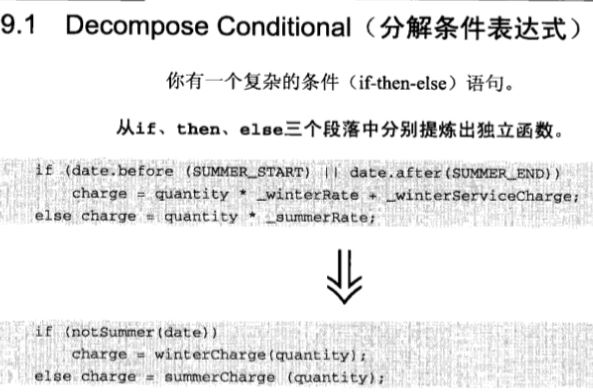 9.1 Decompose Conditional（分解条件表达式）
你有一个复杂的条件（if-then-else）语句。
从if、then、else三个段落中分别提炼出独立函数。
if (date.before (SUMMER_START) || date.after(SUMMER_END))
charge = quantity * _winterRate + _winterServiceCharge;
else charge = quantity * _summerRate;
if (notSummer(date))
charge = winterCharge(quantity);
else charge = summerCharge (quantity);